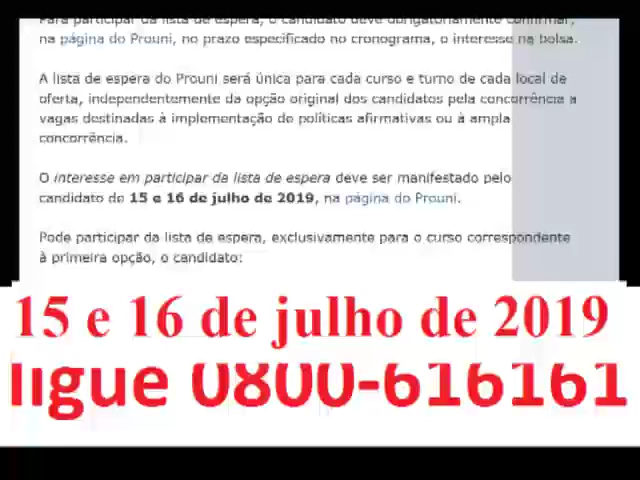 Para participar da lista de espera, o candidato deve obrigatoriamente confirmar,
na página do Prouni, no prazo especificado no cronograma, o interesse na bolsa.
A lista de espera do Prouni será única para cada curso e turno de cada local de
oferta, independentemente da opção original dos candidatos pela concorrência a
vagas destinadas à implementação de políticas afirmativas ou à ampla
concorrência.
O interesse em participar da lista de espera deve ser manifestado pelo
candidato de 15 e 16 de julho de 2019, na página do Prouni.
Pode participar da lista de espera, exclusivamente para o curso correspondente
à primeira opção, o candidato:
15 e 16 de julho de 2019
ligue 0800-616161